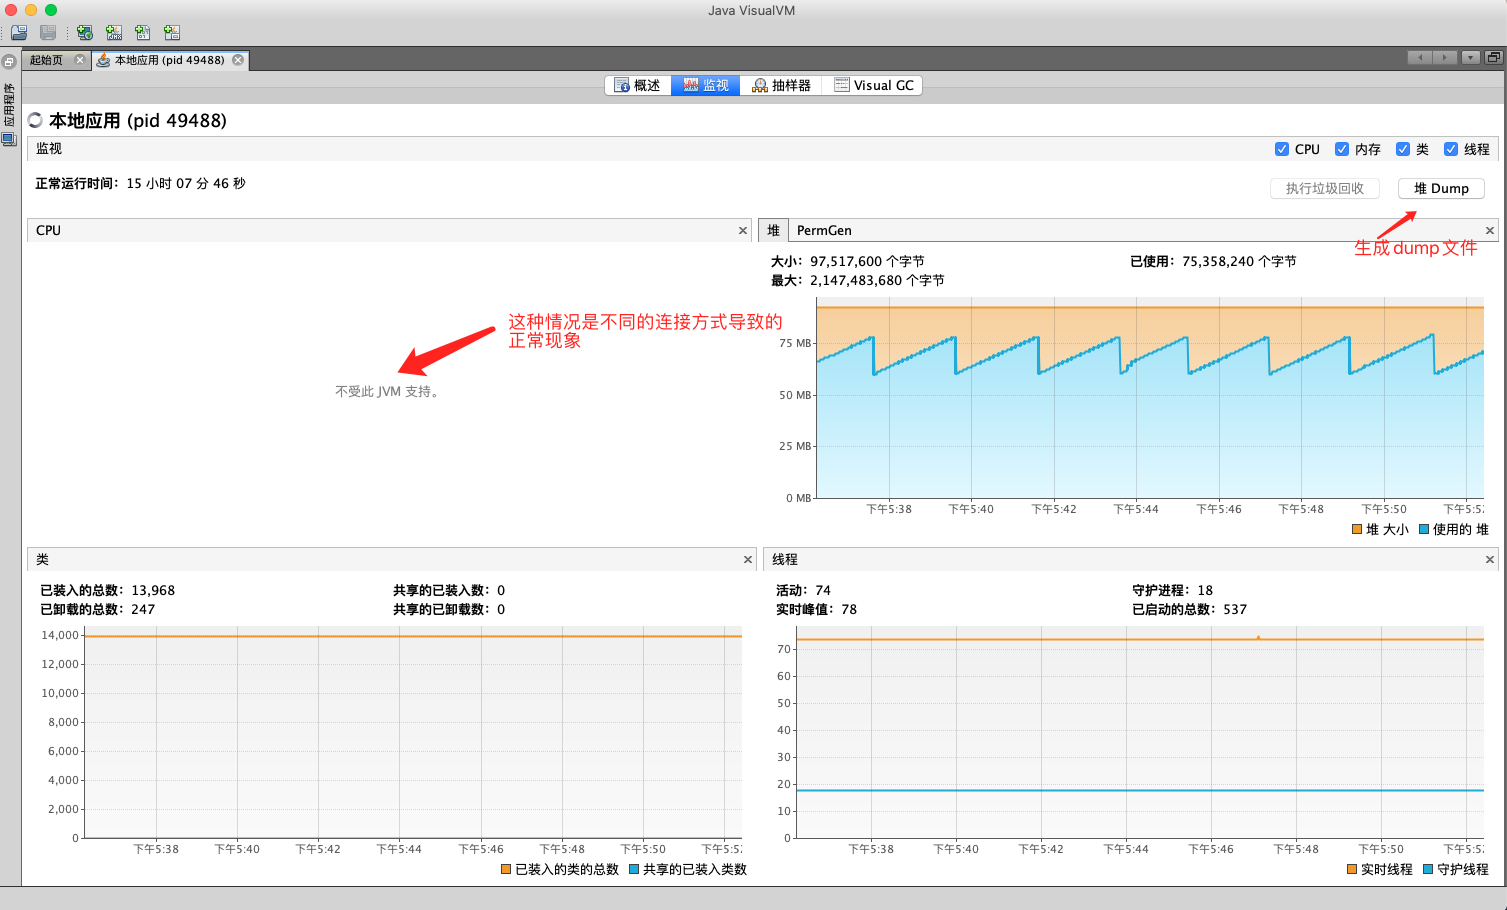 Java VisualVM
起始页
本地应用 (pid 49488)
应用程序
概述
监视
抽样器
Visual GC
本地应用 (pid 49488)
监视
CPU
内存
类
线程
正常运行时间：15 小时 07 分 46 秒
执行垃圾回收
堆 Dump
生成dump文件
CPU
这种情况是不同的连接方式导致的
正常现象
不受此 JVM 支持。
堆
PermGen
大小：97,517,600 个字节
已使用：75,358,240 个字节
最大：2,147,483,680 个字节
75 MB
50 MB
25 MB
0 MB
下午5:38
下午5:40
下午5:42
下午5:44
下午5:46
下午5:48
下午5:50
下午5:52
堆 大小
使用的 堆
类
已装入的总数：13,968
共享的已装入数：0
已卸载的总数：247
共享的已卸载数：0
14,000
12,000
10,000
8,000
6,000
4,000
2,000
0
下午5:38
下午5:40
下午5:42
下午5:44
下午5:46
下午5:48
下午5:50
下午5:52
已装入的类的总数
共享的已装入类数
线程
活动：74
守护进程：18
实时峰值：78
已启动的总数：537
70
60
50
40
30
20
10
0
下午5:38
下午5:40
下午5:42
下午5:44
下午5:46
下午5:48
下午5:50
下午5:52
实时线程
守护线程